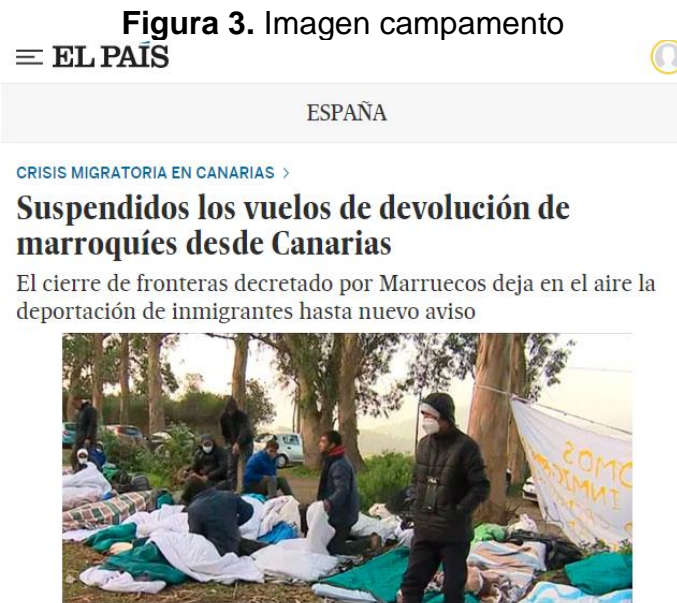 Figura 3. Imagen campamento
EL PAÍS
ESPAÑA
CRISIS MIGRATORIA EN CANARIAS >
Suspendidos los vuelos de devolución de
marroquíes desde Canarias
El cierre de fronteras decretado por Marruecos deja en el aire la
deportación de inmigrantes hasta nuevo aviso